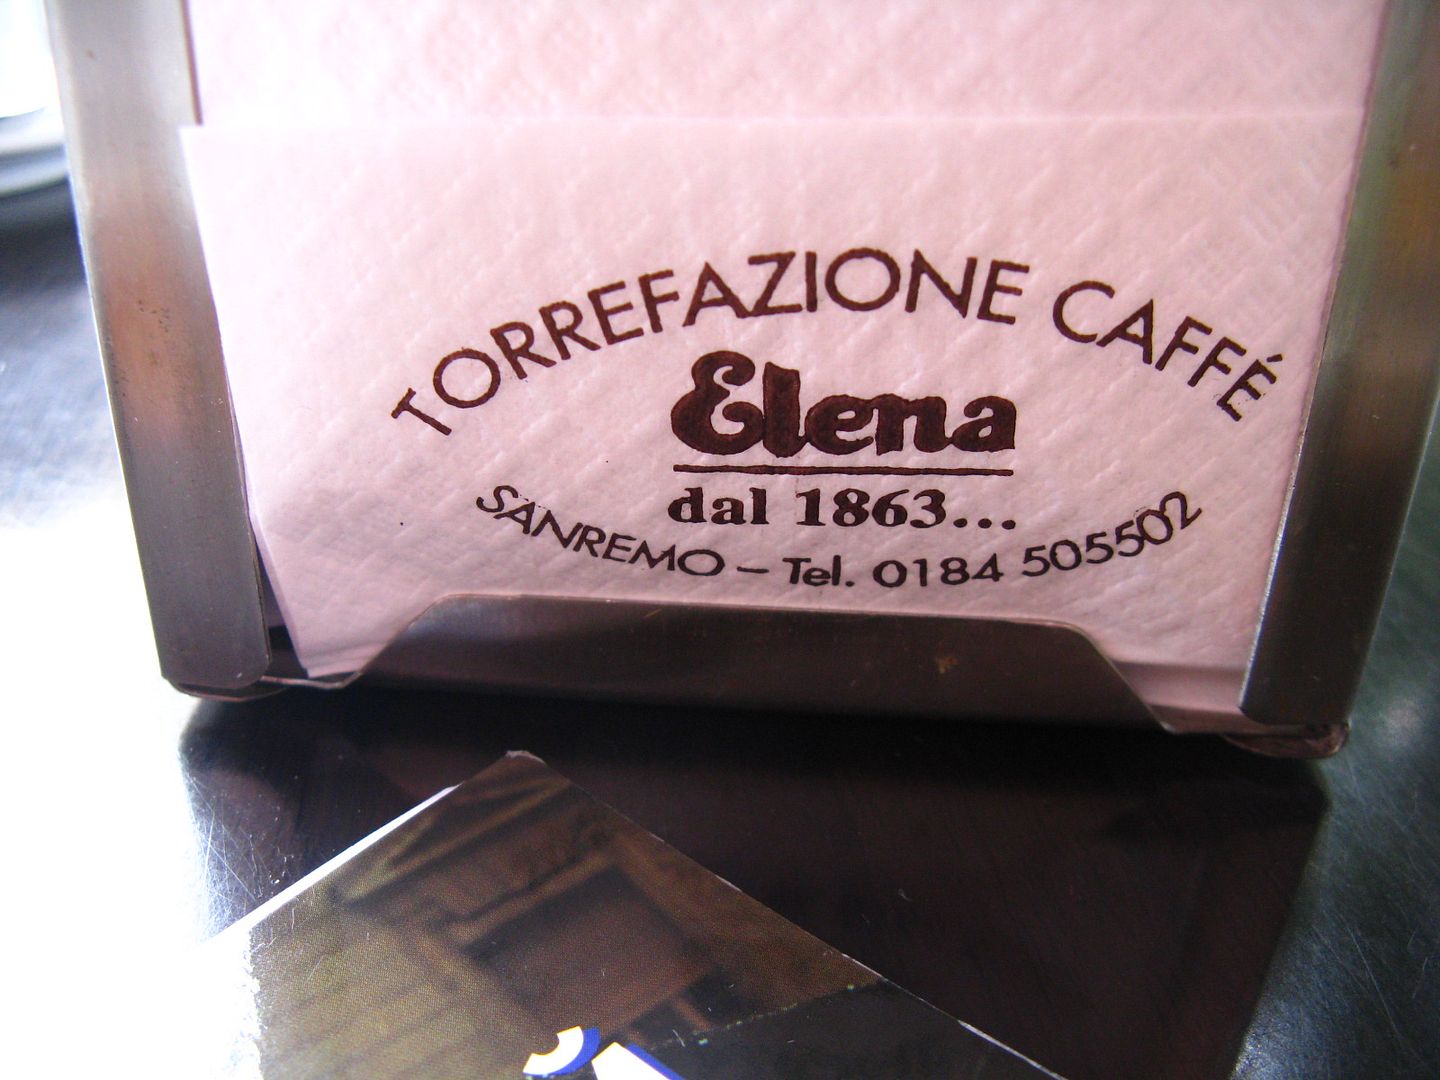 TORREFAZIONE CAFFÉ
Elena
dal 1863...
SANREMO – Tel. 0184 505502